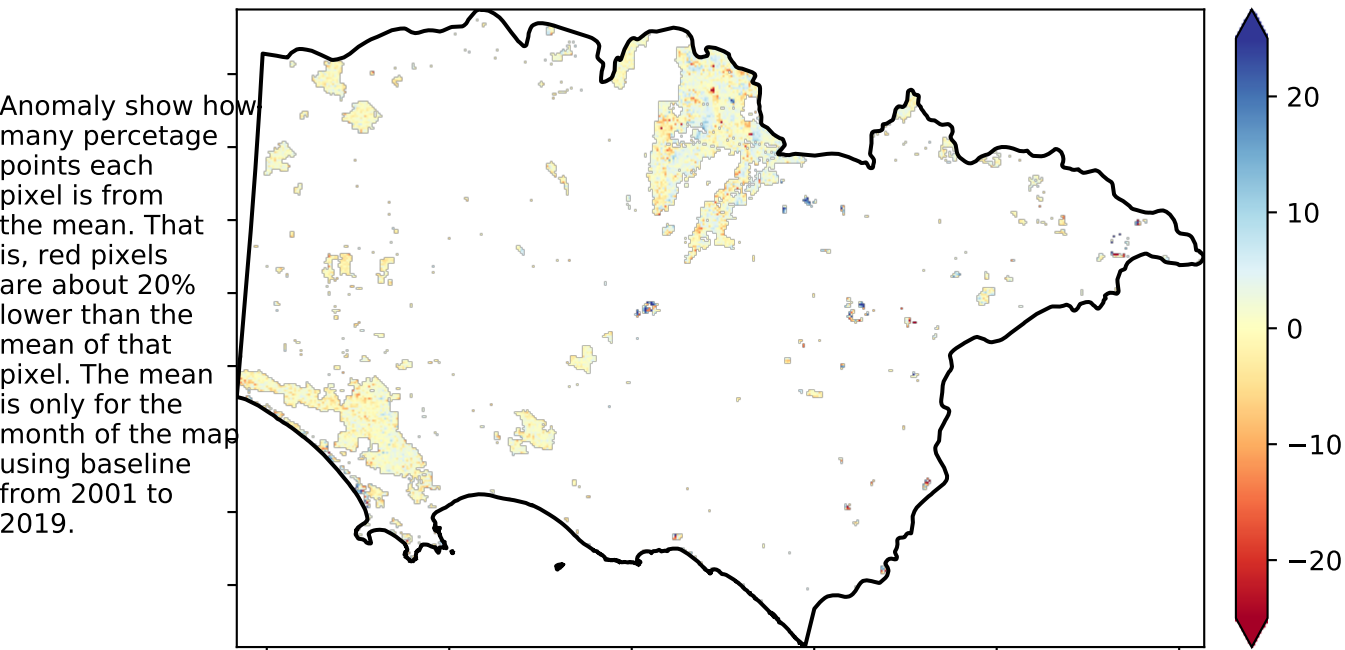 Anomaly show how
many percetage
points each
pixel is from
the mean. That
is, red pixels
are about 20%
lower than the
mean of that
pixel. The mean
is only for the
month of the map
using baseline
from 2001 to
2019.
20
10
0
−10
−20